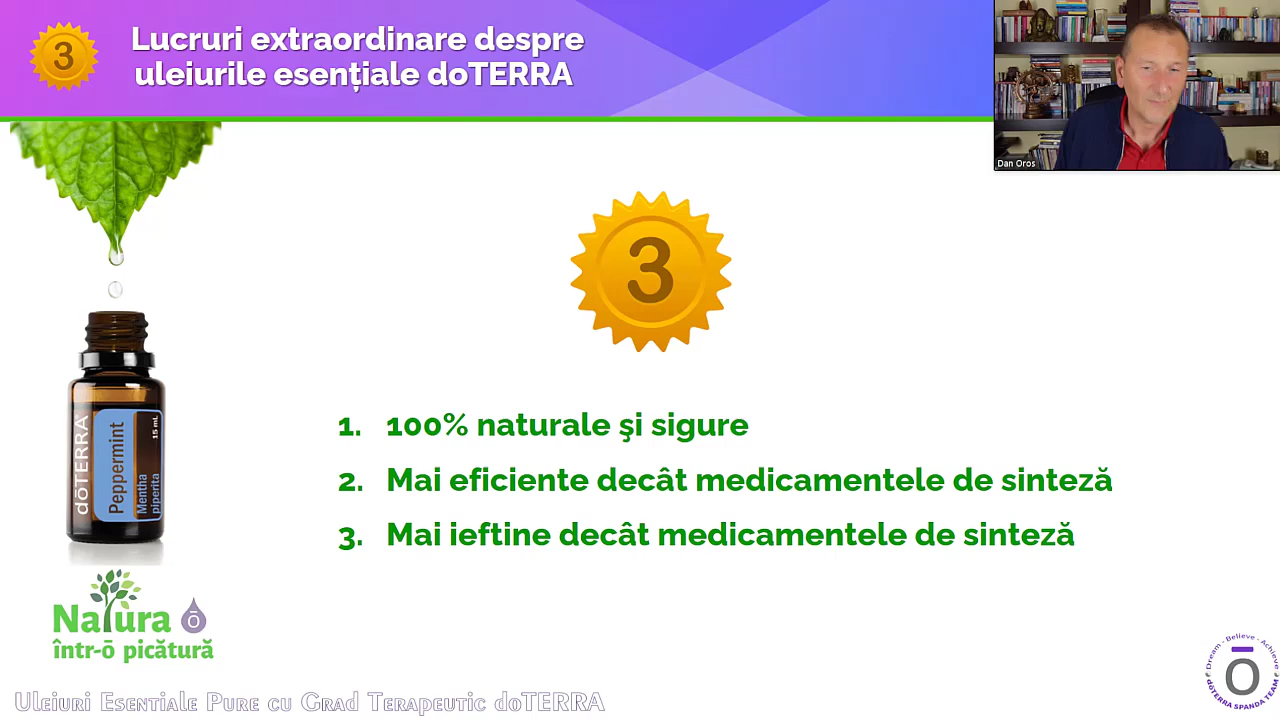 3
Lucruri extraordinare despre
uleiurile esențiale doTERRA
Dan Oros
3
1. 100% naturale şi sigure
2. Mai eficiente decât medicamentele de sinteză
3. Mai ieftine decât medicamentele de sinteză
dōTERRA
Peppermint
Mentha
piperita
15 mL
Natura ō
într-ō picătură
Uleiuri Esentiale Pure cu Grad Terapeutic doTERRA
Dream - Believe - Achieve
Ō
dōTERRA SPANDA TEAM